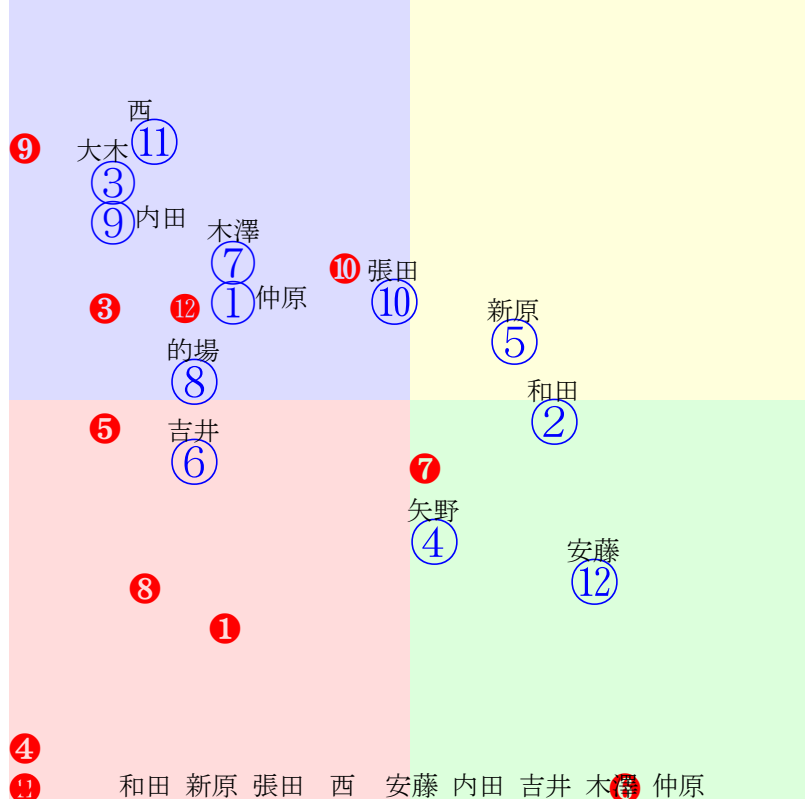 西
⑪
❾
大木
③
⑨ 内田
木澤
⑦
❿ 張田
⑩
❸
⓬
① 仲原
新原
⑤
的場
⑧
和田
②
❺
吉井
⑥
❼
矢野
④
安藤
⑫
❽
❶
❹
和田 新原 張田 西 安藤 内田 吉井 木澤 仲原